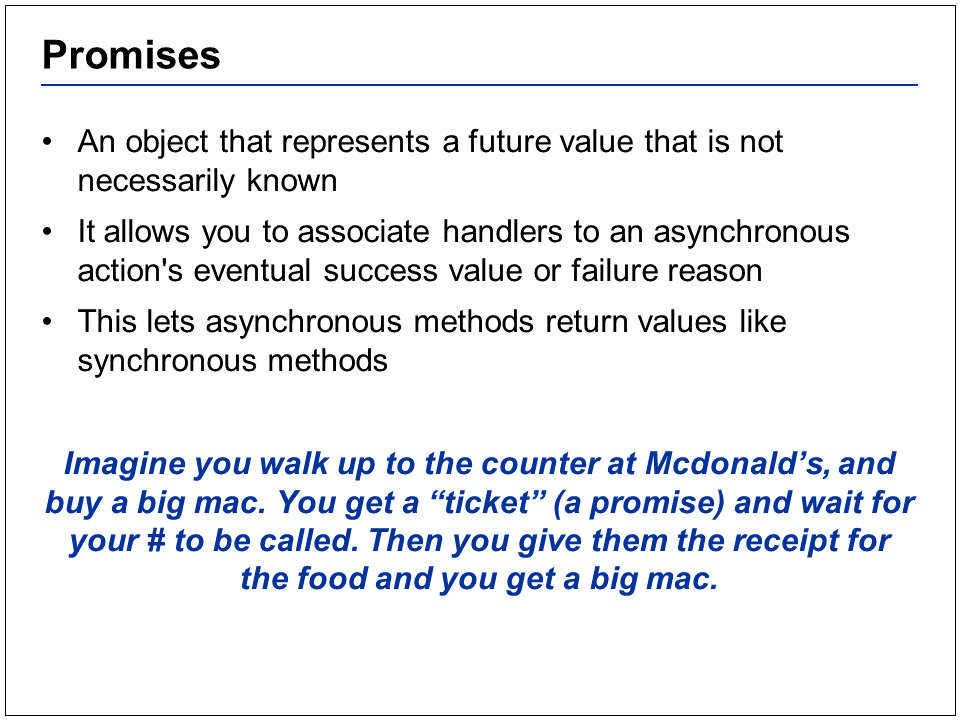 Promises
• An object that represents a future value that is not
necessarily known
• It allows you to associate handlers to an asynchronous
action's eventual success value or failure reason
• This lets asynchronous methods return values like
synchronous methods
Imagine you walk up to the counter at Mcdonald’s, and
buy a big mac. You get a “ticket” (a promise) and wait for
your # to be called. Then you give them the receipt for
the food and you get a big mac.